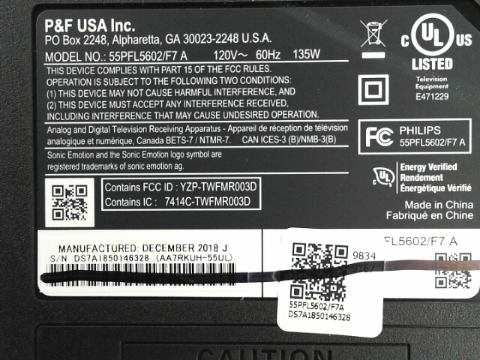 P&F USA Inc.
PO Box 2248, Alpharetta, GA 30023-2248 U.S.A.
MODEL NO.: 55PFL5602/F7 A 120V~ 60Hz 135W
THIS DEVICE COMPLIES WITH PART 15 OF THE FCC RULES.
OPERATION IS SUBJECT TO THE FOLLOWING TWO CONDITIONS:
(1) THIS DEVICE MAY NOT CAUSE HARMFUL INTERFERENCE, AND
(2) THIS DEVICE MUST ACCEPT ANY INTERFERENCE RECEIVED,
INCLUDING INTERFERENCE THAT MAY CAUSE UNDESIRED OPERATION.
Analog and Digital Television Receiving Apparatus - Appareil de réception de télévision
analogique et numérique, Canada BETS-7 / NTMR-7. CAN ICES-3 (B)/NMB-3(B)
Sonic Emotion and the Sonic Emotion logo symbol are
registered trademarks of sonic emotion ag.
Contains FCC ID : YZP-TWFMR003D
Contains IC : 7414C-TWFMR003D
C UL US
LISTED
Television
Equipment
E471229
FC PHILIPS
55PFL5602/F7 A
Energy Verified
Rendement
Énergétique Vérifié
Made in China
Fabriqué en Chine
MANUFACTURED: DECEMBER 2018 J
S/N DS7A1850146328 (AA7RKUH-55UL)
FL5602/F7 A
9834
55PFL5602/F7A
DS7A1850146328
CAUTION